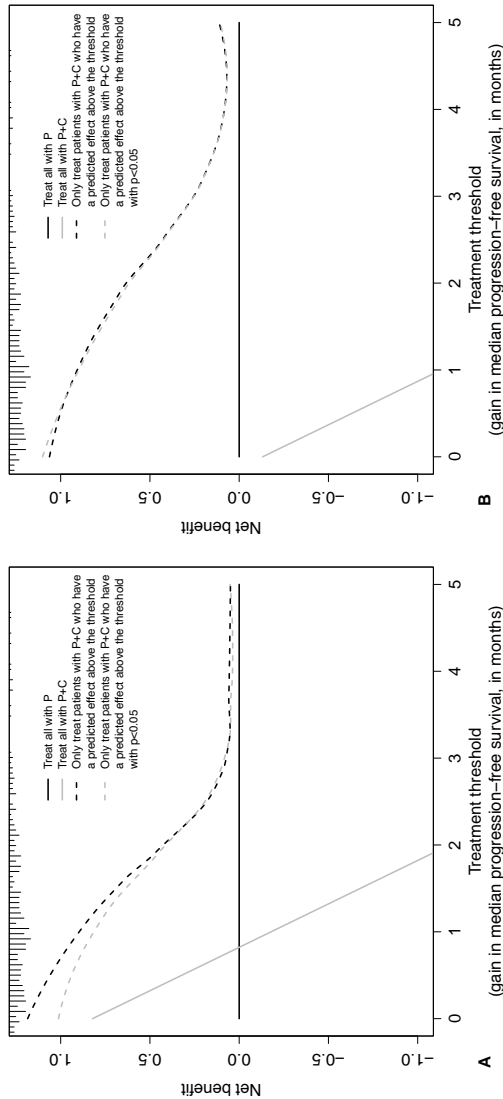 A
Net benefit
1.0
0.5
0.0
−0.5
−1.0
Treat all with P
Treat all with P+C
Only treat patients with P+C who have
a predicted effect above the threshold
Only treat patients with P+C who have
a predicted effect above the threshold
with p<0.05
0 1 2 3 4 5
Treatment threshold
(gain in median progression−free survival, in months)
B
Net benefit
1.0
0.5
0.0
−0.5
−1.0
Treat all with P
Treat all with P+C
Only treat patients with P+C who have
a predicted effect above the threshold
Only treat patients with P+C who have
a predicted effect above the threshold
with p<0.05
0 1 2 3 4 5
Treatment threshold
(gain in median progression−free survival, in months)